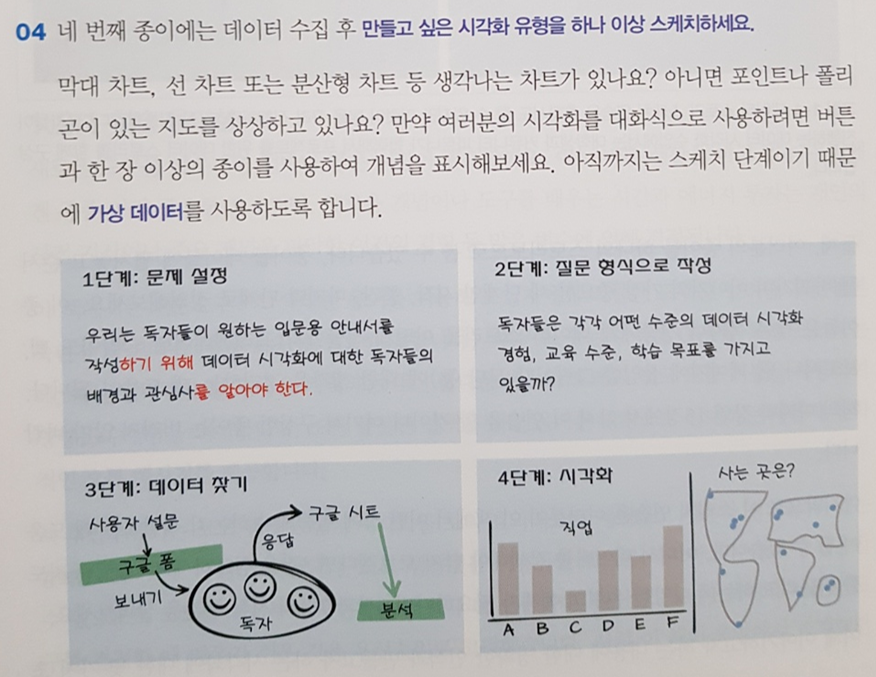 04 네 번째 종이에는 데이터 수집 후 만들고 싶은 시각화 유형을 하나 이상 스케치하세요.
막대 차트, 선 차트 또는 분산형 차트 등 생각나는 차트가 있나요? 아니면 포인트나 폴리
곤이 있는 지도를 상상하고 있나요? 만약 여러분의 시각화를 대화식으로 사용하려면 버튼
과 한 장 이상의 종이를 사용하여 개념을 표시해보세요. 아직까지는 스케치 단계이기 때문
에 가상 데이터를 사용하도록 합니다.
1단계: 문제 설정
우리는 독자들이 원하는 입문용 안내서를
작성하기 위해 데이터 시각화에 대한 독자들의
배경과 관심사를 알아야 한다.
2단계: 질문 형식으로 작성
독자들은 각각 어떤 수준의 데이터 시각화
경험, 교육 수준, 학습 목표를 가지고
있을까?
3단계: 데이터 찾기
사용자 설문
구글 폼
보내기
독자
응답
구글 시트
분석
4단계: 시각화
직업
A B C D E F
사는 곳은?